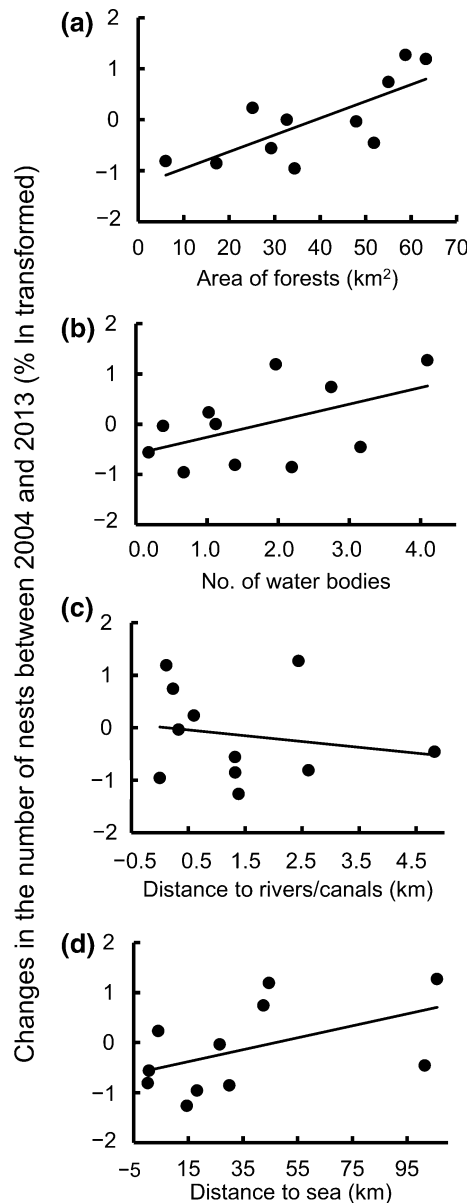 Changes in the number of nests between 2004 and 2013 (% ln transformed)
(a)
2
1
0
−1
−2
0 10 20 30 40 50 60 70
Area of forests (km²)
(b)
2
1
0
−1
−2
0.0 1.0 2.0 3.0 4.0
No. of water bodies
(c)
2
1
0
−1
−2
−0.5 0.5 1.5 2.5 3.5 4.5
Distance to rivers/canals (km)
(d)
2
1
0
−1
−2
−5 15 35 55 75 95
Distance to sea (km)